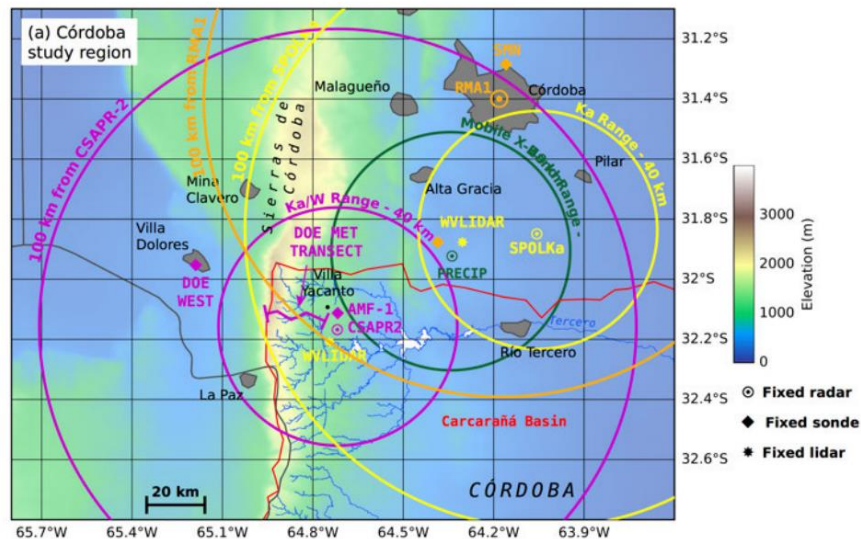 (a) Córdoba
study region
100 km from RMA1
100 km from SPOLKa
100 km from CSAPR-2
Sierras de
Córdoba
Malagueño
SMN
RMA1
Córdoba
Mobile X-Band Range -
Ka Range - 40 km
Pilar
Alta Gracia
Mina
Clavero
Ka/W Range - 40 km
Villa
Dolores
DOE MET
TRANSECT
WVLIDAR
SPOLKa
PRECIP
DOE
WEST
Villa
Yacanto
AMF-1
CSAPR2
WVLIDAR
Tercero
Río Tercero
La Paz
Carcarañá Basin
20 km
CÓRDOBA
31.2°S
31.4°S
31.6°S
31.8°S
32°S
32.2°S
32.4°S
32.6°S
65.7°W
65.4°W
65.1°W
64.8°W
64.5°W
64.2°W
63.9°W
3000
2000
1000
0
Elevation (m)
Fixed radar
Fixed sonde
Fixed lidar